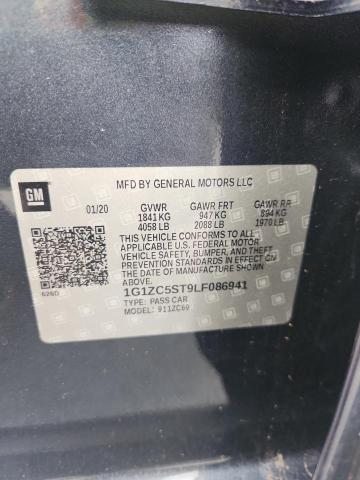 GM
MFD BY GENERAL MOTORS LLC
01/20 GVWR GAWR FRT GAWR RR
1841 KG 947 KG 894 KG
4058 LB 2088 LB 1970 LB
THIS VEHICLE CONFORMS TO ALL
APPLICABLE U.S. FEDERAL MOTOR
VEHICLE SAFETY, BUMPER, AND THEFT
PREVENTION STANDARDS IN EFFECT
ON THE DATE OF MANUFACTURE SHOWN
ABOVE.
1G1ZC5ST9LF086941
TYPE: PASS CAR
MODEL: 911ZC69